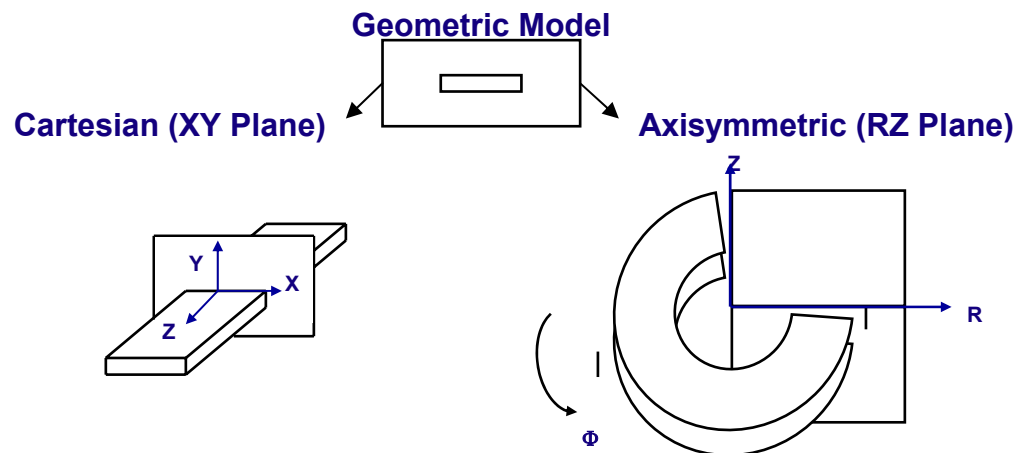 Geometric Model
Cartesian (XY Plane)
Axisymmetric (RZ Plane)
Z
Y
X
Z
R
Φ